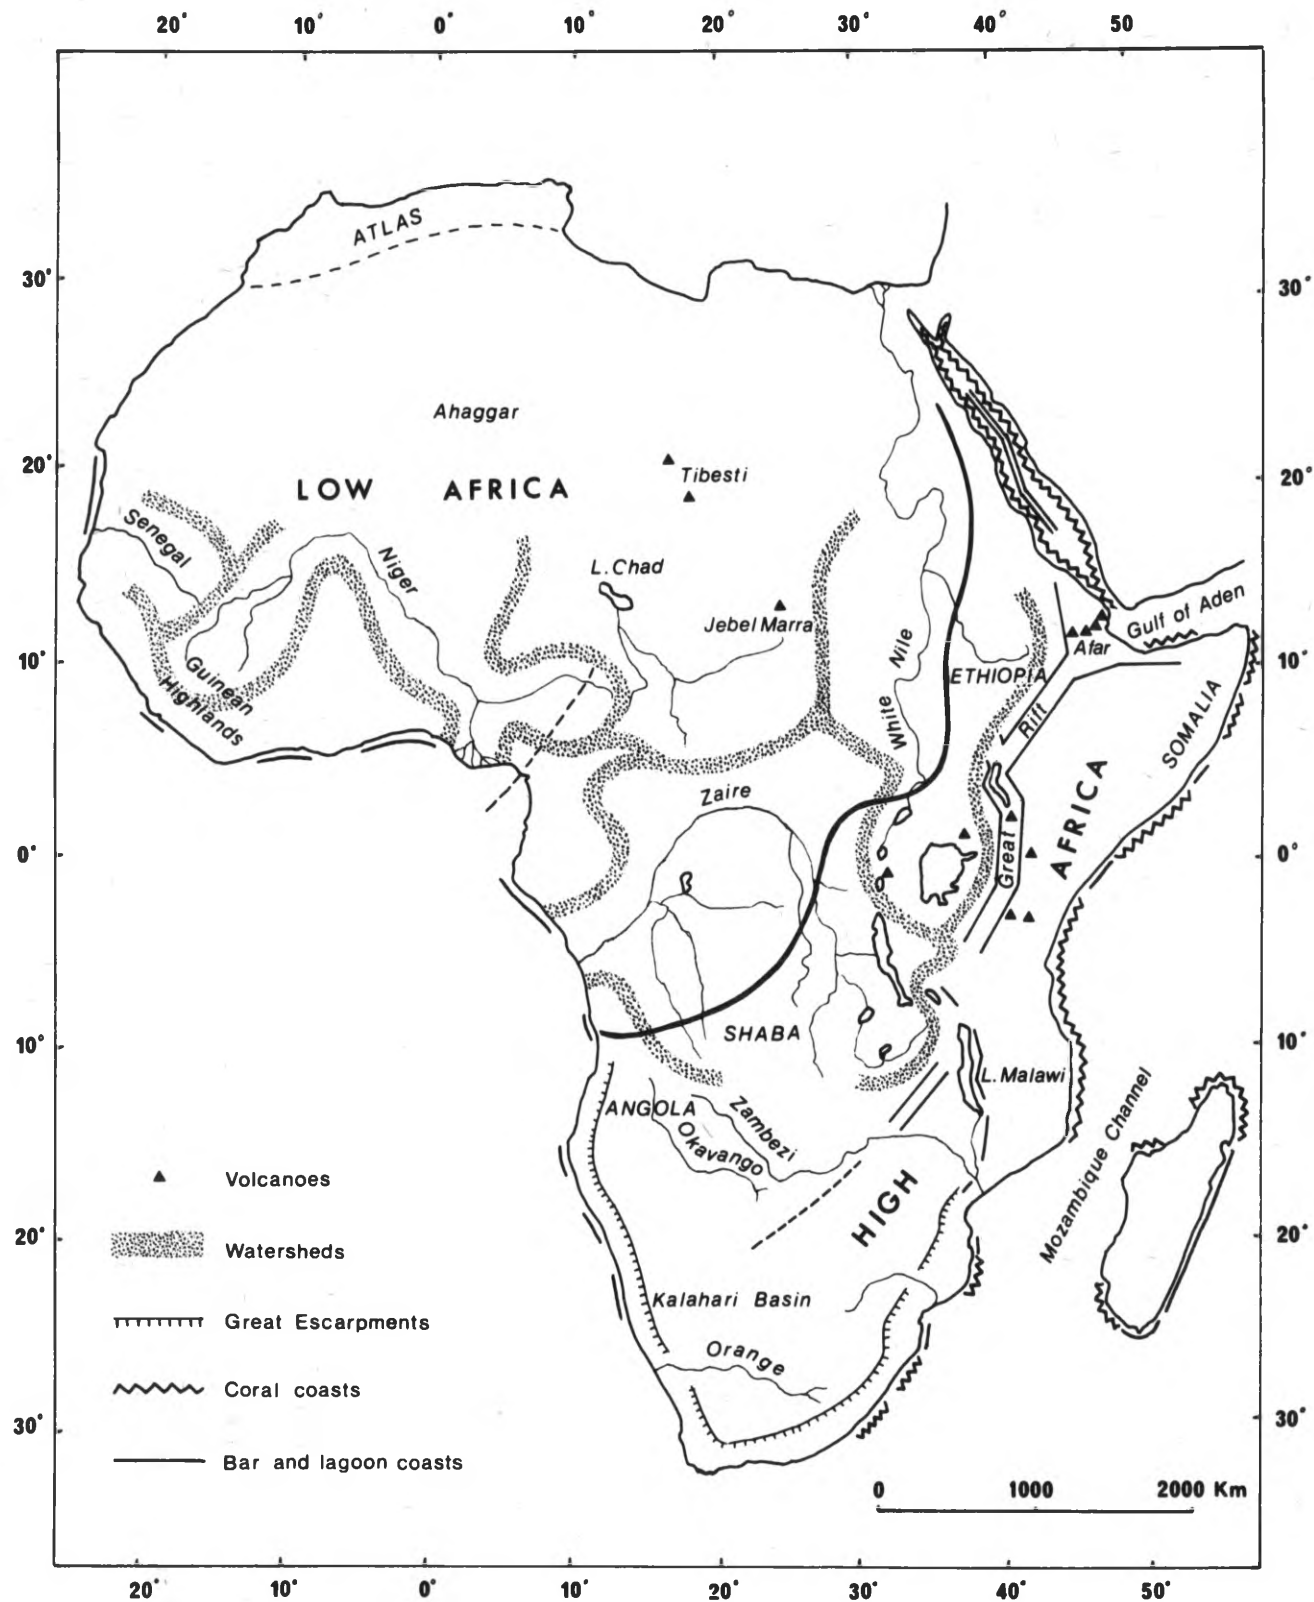 20° 10° 0° 10° 20° 30° 40° 50
ATLAS
30° 30°
Ahaggar
20° 20°
Tibesti
LOW AFRICA
Senegal
Niger
L. Chad
Jebel Marra
Gulf of Aden
Afar
10° 10°
Guinean
Highlands
White Nile
ETHIOPIA
Rift
SOMALIA
Zaire
AFRICA
Great
0° 0°
10° 10°
SHABA
L. Malawi
ANGOLA
Zambezi
Okavango
Mozambique Channel
HIGH
Volcanoes
20° 20°
Watersheds
Kalahari Basin
Great Escarpments
Orange
Coral coasts
30° 30°
Bar and lagoon coasts
0 1000 2000 Km
20° 10° 0° 10° 20° 30° 40° 50°